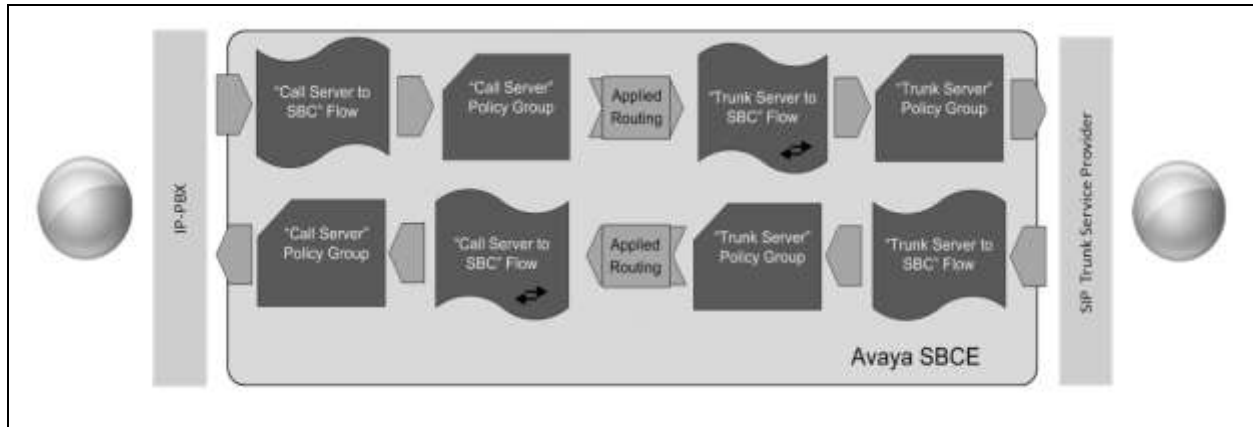 IP-PBX
"Call Server to
SBC" Flow
"Call Server"
Policy Group
Applied
Routing
"Trunk Server to
SBC" Flow
"Trunk Server"
Policy Group
"Call Server"
Policy Group
"Call Server to
SBC" Flow
Applied
Routing
"Trunk Server"
Policy Group
"Trunk Server to
SBC" Flow
SIP Trunk Service Provider
Avaya SBCE